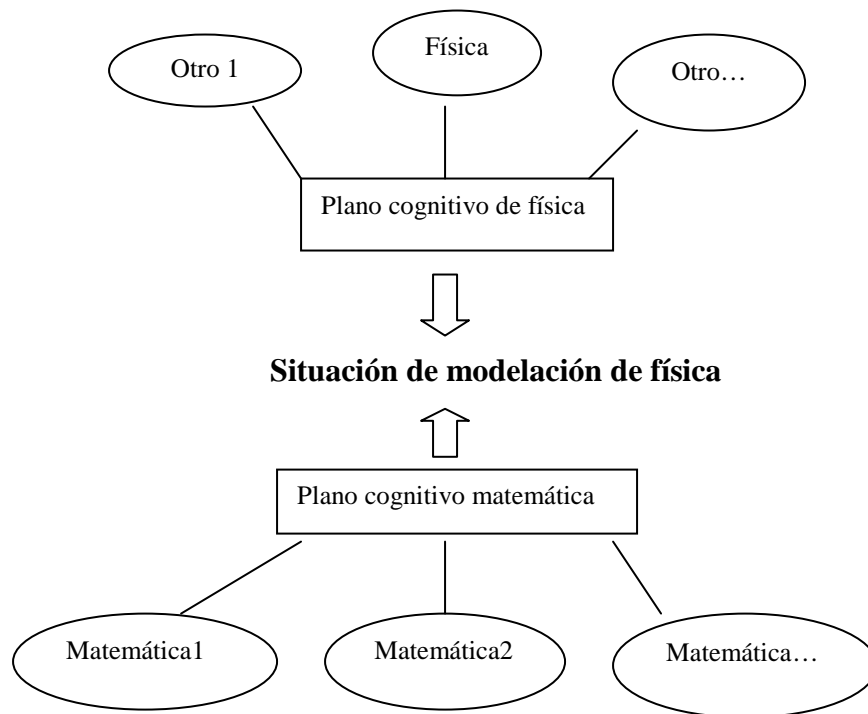 Otro 1
Física
Otro…
Plano cognitivo de física
Situación de modelación de física
Plano cognitivo matemática
Matemática1
Matemática2
Matemática…